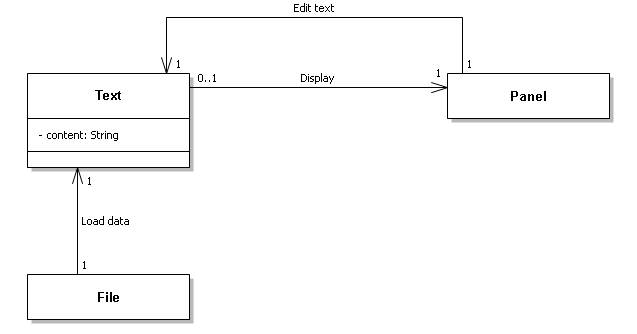 Edit text
1
1
0..1
Display
1
Text
Panel
- content: String
1
Load data
1
File